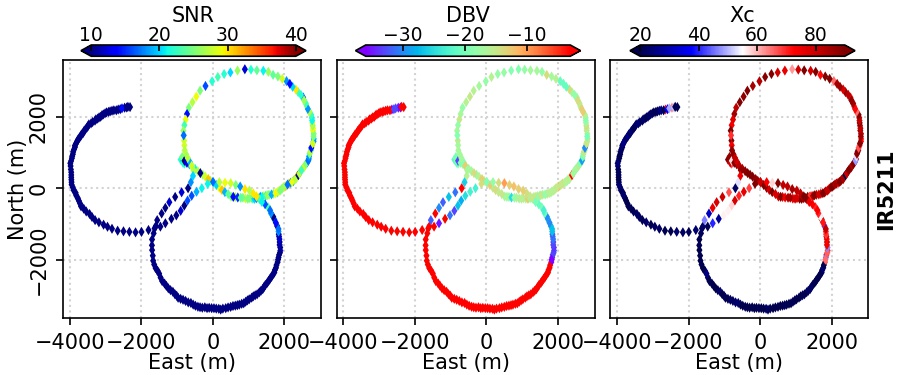 SNR DBV Xc
10 20 30 40 −30 −20 −10 20 40 60 80
2000
0
−2000
North (m)
−4000 −2000 0 2000 −4000 −2000 0 2000 −4000 −2000 0 2000
East (m) East (m) East (m)
IR5211